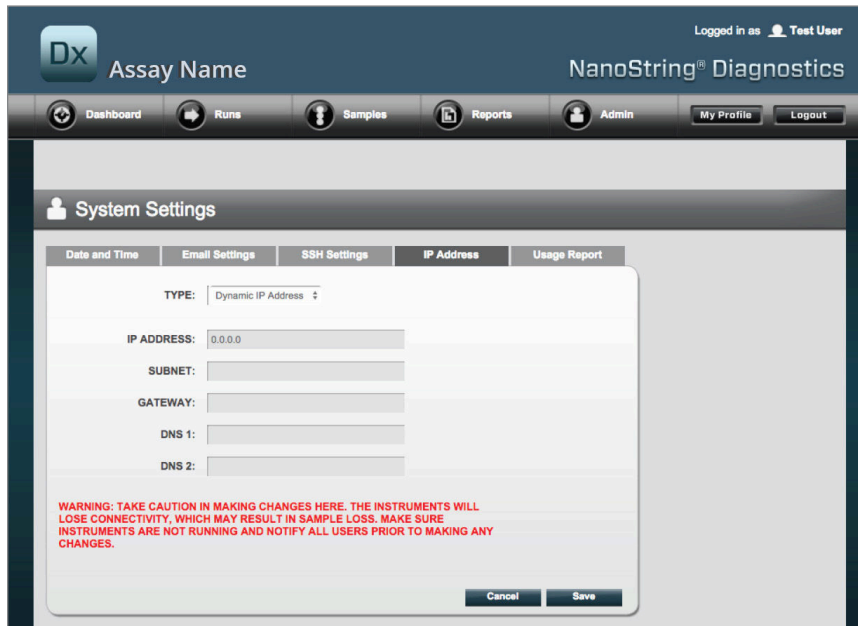 Logged in as Test User
Dx Assay Name
NanoString® Diagnostics
Dashboard Runs Samples Reports Admin My Profile Logout
System Settings
Date and Time Email Settings SSH Settings IP Address Usage Report
TYPE: Dynamic IP Address
IP ADDRESS: 0.0.0.0
SUBNET:
GATEWAY:
DNS 1:
DNS 2:
WARNING: TAKE CAUTION IN MAKING CHANGES HERE. THE INSTRUMENTS WILL
LOSE CONNECTIVITY, WHICH MAY RESULT IN SAMPLE LOSS. MAKE SURE
INSTRUMENTS ARE NOT RUNNING AND NOTIFY ALL USERS PRIOR TO MAKING ANY
CHANGES.
Cancel Save